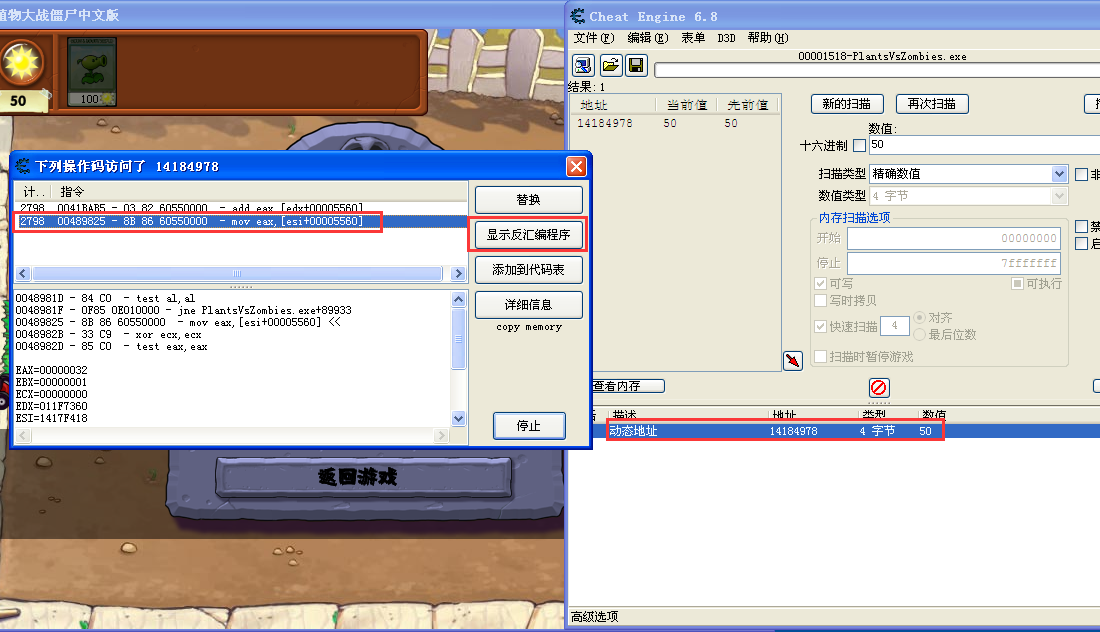 植物大战僵尸中文版
50
100
返回游戏
下列操作码访问了 14184978
计.. 指令
2798 0041BAB5 - 03 82 60550000 - add eax,[edx+00005560]
2798 00489825 - 8B 86 60550000 - mov eax,[esi+00005560]
替换
显示反汇编程序
添加到代码表
详细信息
copy memory
停止
0048981D - 84 C0 - test al,al
0048981F - 0F85 0E010000 - jne PlantsVsZombies.exe+89933
00489825 - 8B 86 60550000 - mov eax,[esi+00005560] <<
0048982B - 33 C9 - xor ecx,ecx
0048982D - 85 C0 - test eax,eax
EAX=00000032
EBX=00000001
ECX=00000000
EDX=011F7360
ESI=1417F418
Cheat Engine 6.8
文件(F) 编辑(E) 表单 D3D 帮助(H)
00001518-PlantsVsZombies.exe
结果: 1
地址 当前值 先前值
14184978 50 50
新的扫描 再次扫描
数值:
十六进制 50
扫描类型 精确数值
数值类型 4 字节
内存扫描选项
开始 00000000
停止 7fffffff
可写 可执行
写时拷贝
快速扫描 4 对齐
最后位数
扫描时暂停游戏
查看内存
描述 地址 类型 数值
动态地址 14184978 4 字节 50
高级选项